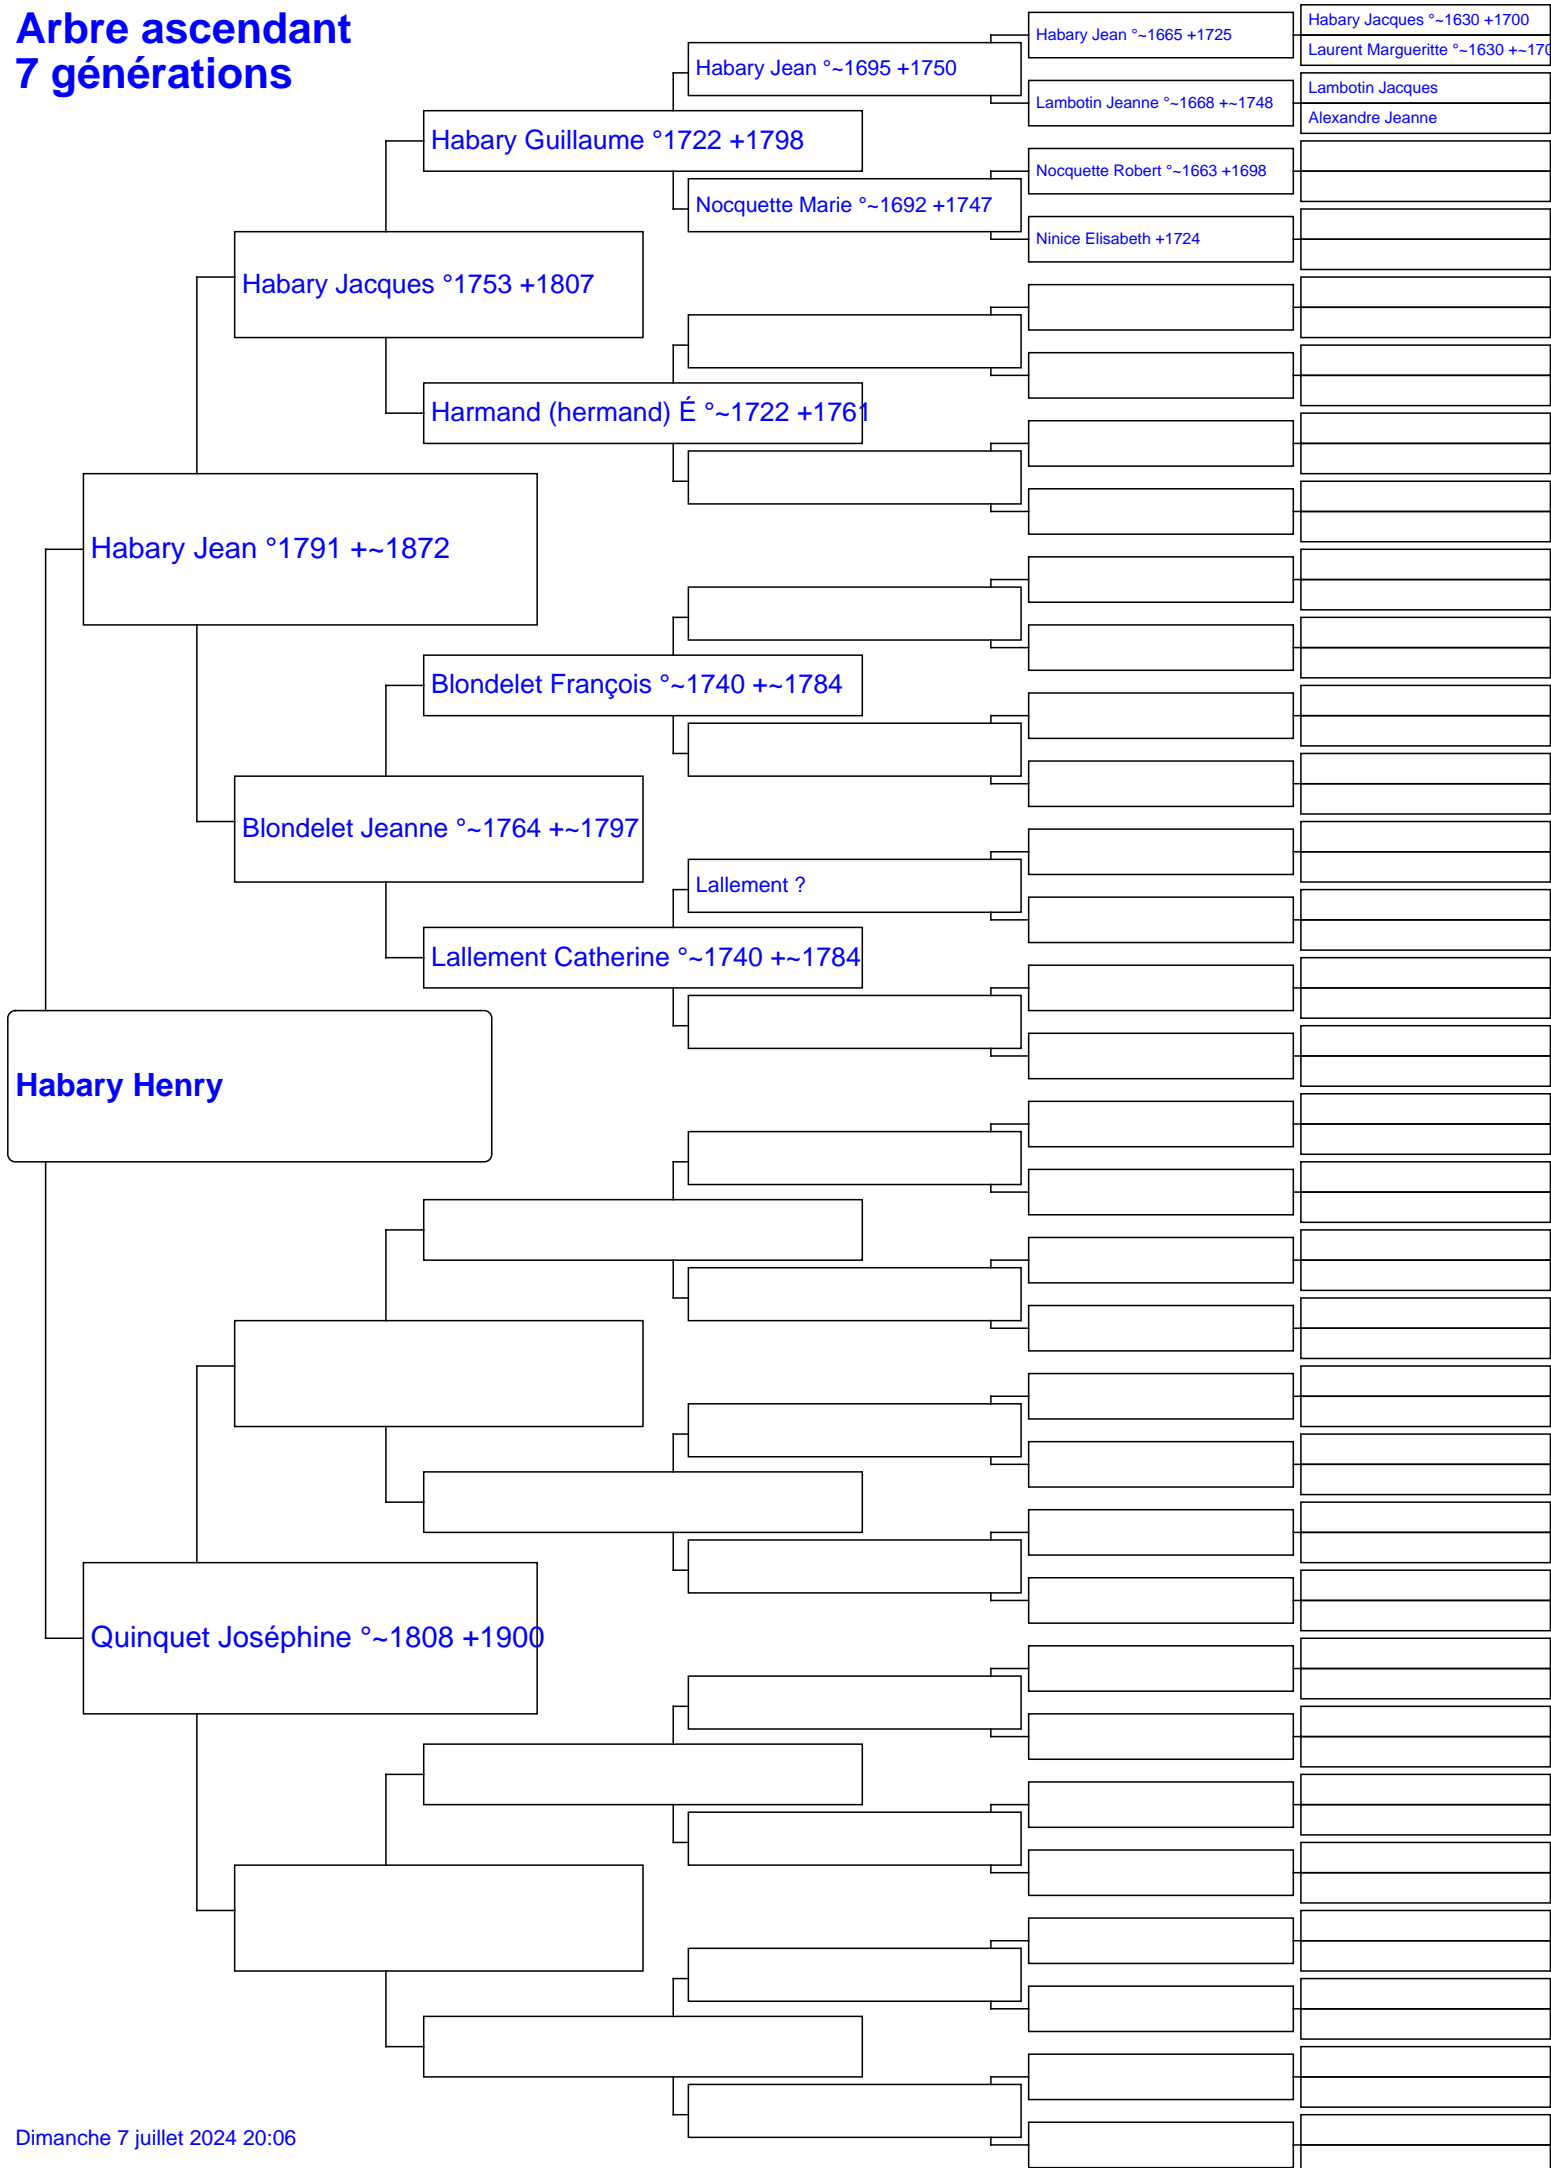 Arbre ascendant
7 générations
Habary Jacques °~1630 +1700
Habary Jean °~1665 +1725
Laurent Margueritte °~1630 +~170
Habary Jean °~1695 +1750
Lambotin Jacques
Lambotin Jeanne °~1668 +~1748
Alexandre Jeanne
Habary Guillaume °1722 +1798
Nocquette Robert °~1663 +1698
Nocquette Marie °~1692 +1747
Ninice Elisabeth +1724
Habary Jacques °1753 +1807
Harmand (hermand) É °~1722 +1761
Habary Jean °1791 +~1872
Blondelet François °~1740 +~1784
Blondelet Jeanne °~1764 +~1797
Lallement ?
Lallement Catherine °~1740 +~1784
Habary Henry
Quinquet Joséphine °~1808 +1900
Dimanche 7 juillet 2024 20:06